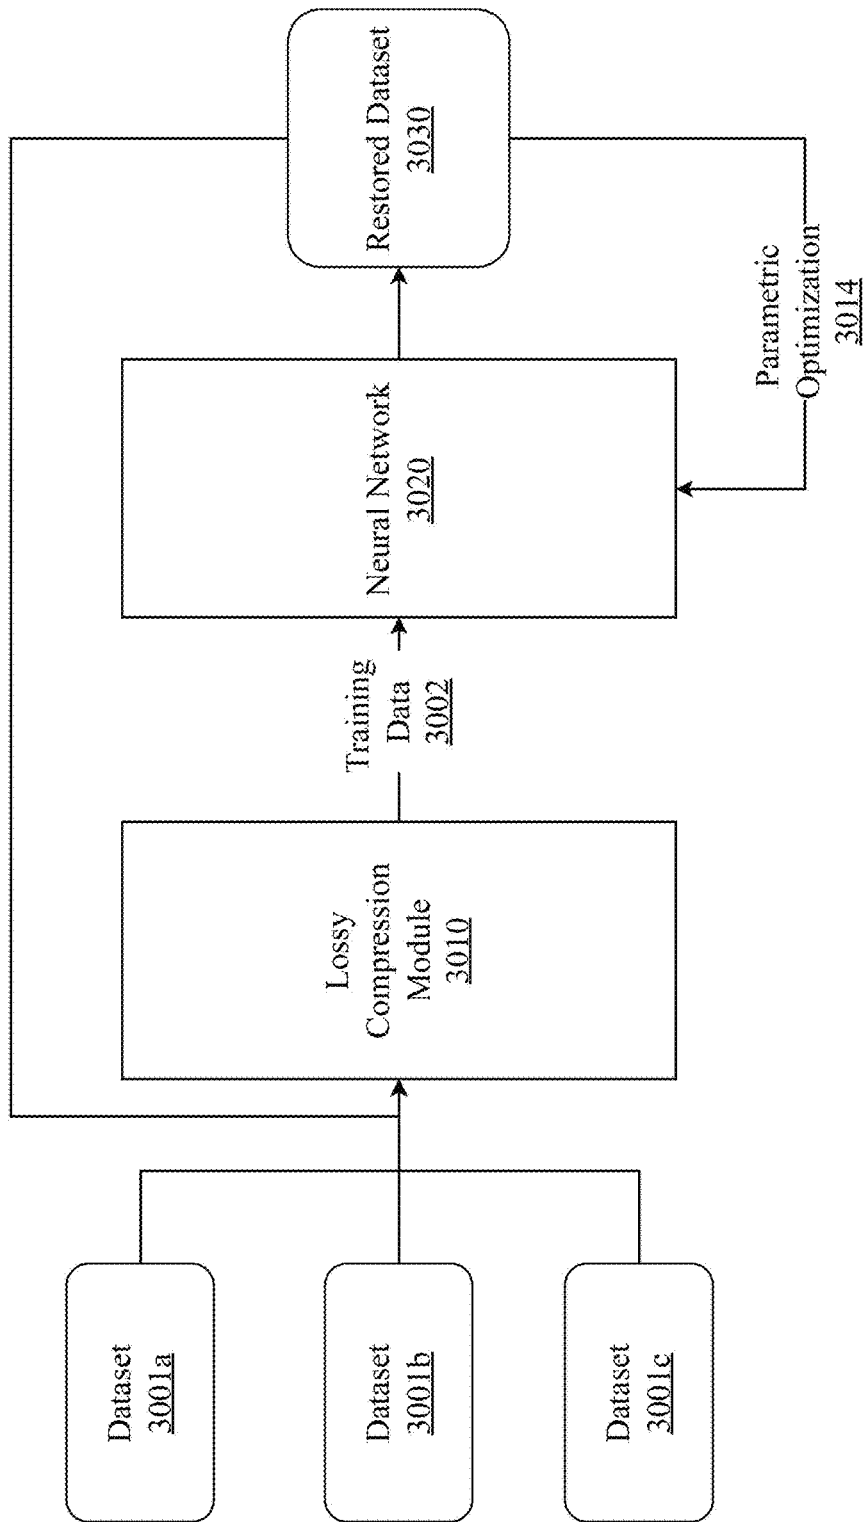 Dataset
3001a
Dataset
3001b
Dataset
3001c
Lossy
Compression
Module
3010
Training
Data
3002
Neural Network
3020
Restored Dataset
3030
Parametric
Optimization
3014